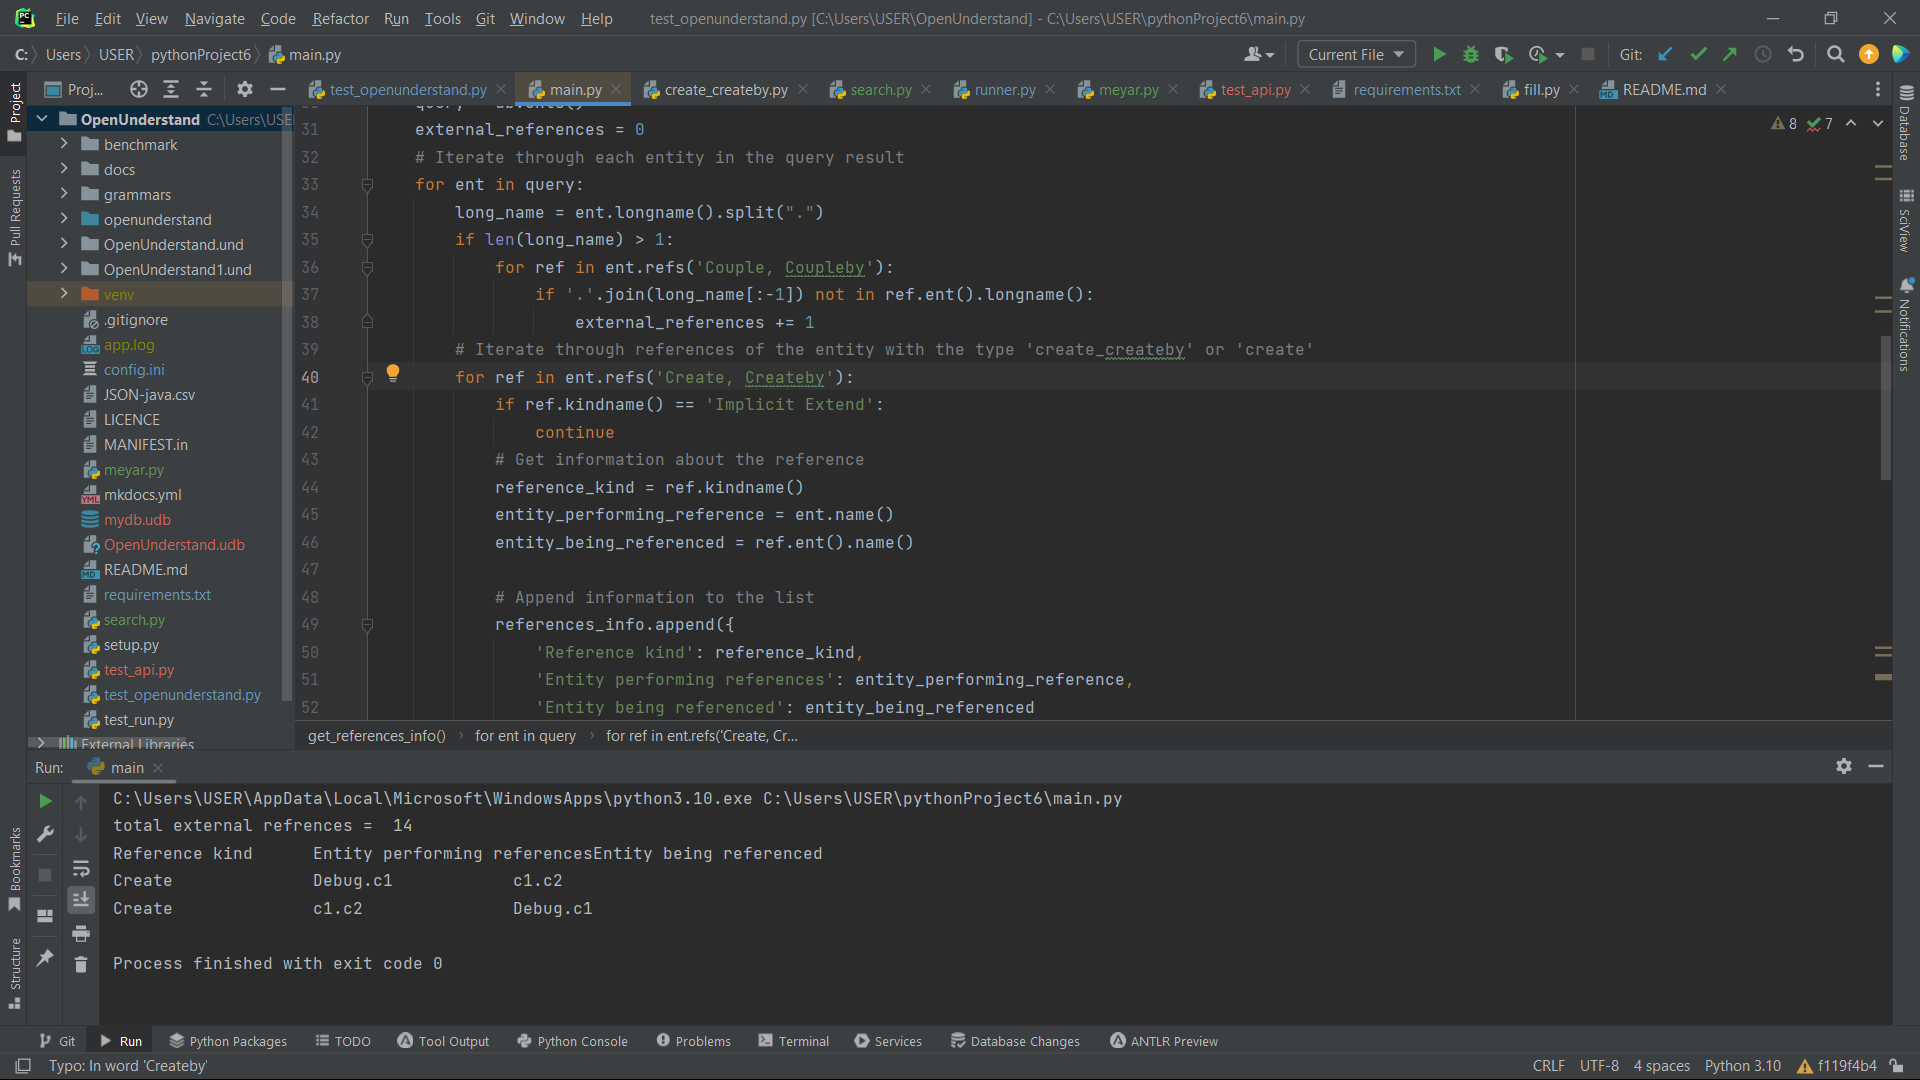 File Edit View Navigate Code Refactor Run Tools Git Window Help test_openunderstand.py [C:\Users\USER\OpenUnderstand] - C:\Users\USER\pythonProject6\main.py
C: Users USER pythonProject6 main.py Current File Git:
Proj... test_openunderstand.py main.py create_createby.py search.py runner.py meyar.py test_api.py requirements.txt fill.py README.md
Project
Pull Requests
Bookmarks
Structure
OpenUnderstand C:\Users\USE
benchmark
docs
grammars
openunderstand
OpenUnderstand.und
OpenUnderstand1.und
venv
.gitignore
app.log
config.ini
JSON-java.csv
LICENCE
MANIFEST.in
meyar.py
mkdocs.yml
mydb.udb
OpenUnderstand.udb
README.md
requirements.txt
search.py
setup.py
test_api.py
test_openunderstand.py
test_run.py
External Libraries
31 external_references = 0
32 # Iterate through each entity in the query result
33 for ent in query:
34 long_name = ent.longname().split(".")
35 if len(long_name) > 1:
36 for ref in ent.refs('Couple, Coupleby'):
37 if '.'.join(long_name[:-1]) not in ref.ent().longname():
38 external_references += 1
39 # Iterate through references of the entity with the type 'create_createby' or 'create'
40 for ref in ent.refs('Create, Createby'):
41 if ref.kindname() == 'Implicit Extend':
42 continue
43 # Get information about the reference
44 reference_kind = ref.kindname()
45 entity_performing_reference = ent.name()
46 entity_being_referenced = ref.ent().name()
47
48 # Append information to the list
49 references_info.append({
50 'Reference kind': reference_kind,
51 'Entity performing references': entity_performing_reference,
52 'Entity being referenced': entity_being_referenced
8 7
Database
SciView
Notifications
get_references_info() for ent in query for ref in ent.refs('Create, Cr...
Run: main
C:\Users\USER\AppData\Local\Microsoft\WindowsApps\python3.10.exe C:\Users\USER\pythonProject6\main.py
total external refrences =  14
Reference kind      Entity performing referencesEntity being referenced
Create              Debug.c1            c1.c2
Create              c1.c2               Debug.c1
Process finished with exit code 0
Git Run Python Packages TODO Tool Output Python Console Problems Terminal Services Database Changes ANTLR Preview
Typo: In word 'Createby' CRLF UTF-8 4 spaces Python 3.10 f119f4b4